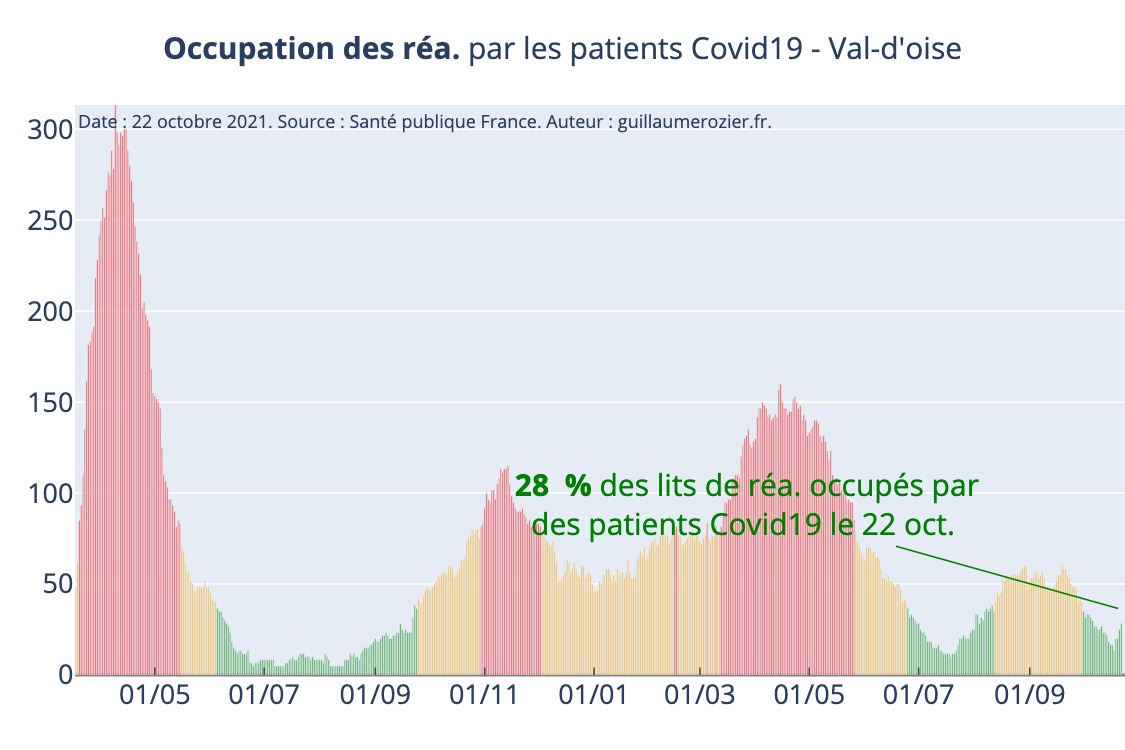 Occupation des réa. par les patients Covid19 - Val-d'oise
Date : 22 octobre 2021. Source : Santé publique France. Auteur : guillaumerozier.fr.
300
250
200
150
100
50
0
28 % des lits de réa. occupés par
des patients Covid19 le 22 oct.
01/05 01/07 01/09 01/11 01/01 01/03 01/05 01/07 01/09